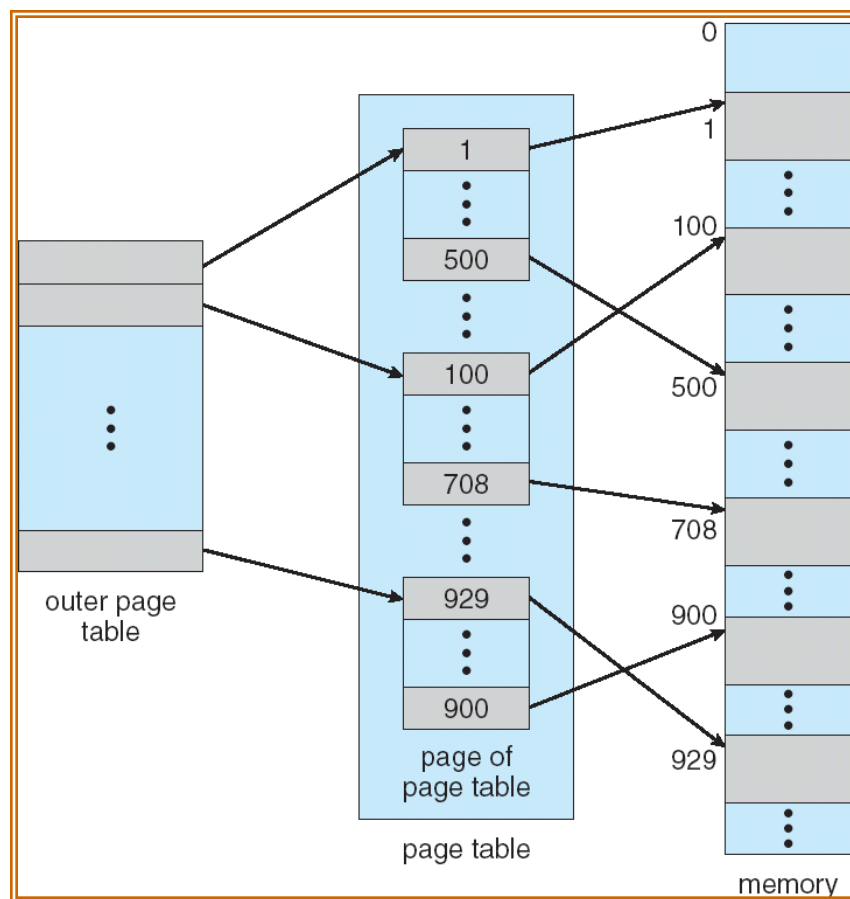 outer page
table
1
500
100
708
929
900
page of
page table
page table
0
1
100
500
708
900
929
memory